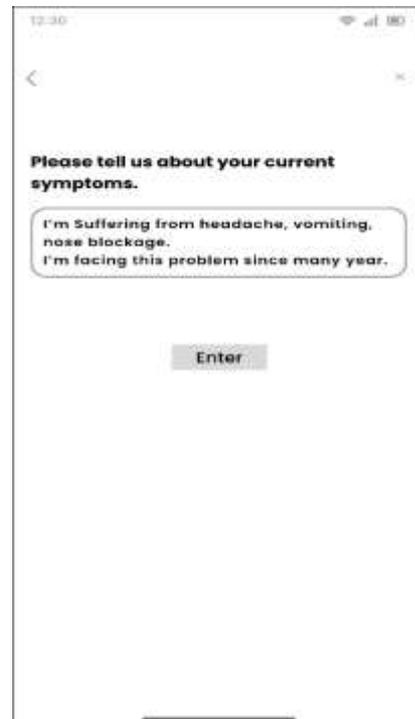 12:30
Please tell us about your current
symptoms.
I'm Suffering from headache, vomiting,
nose blockage.
I'm facing this problem since many year.
Enter